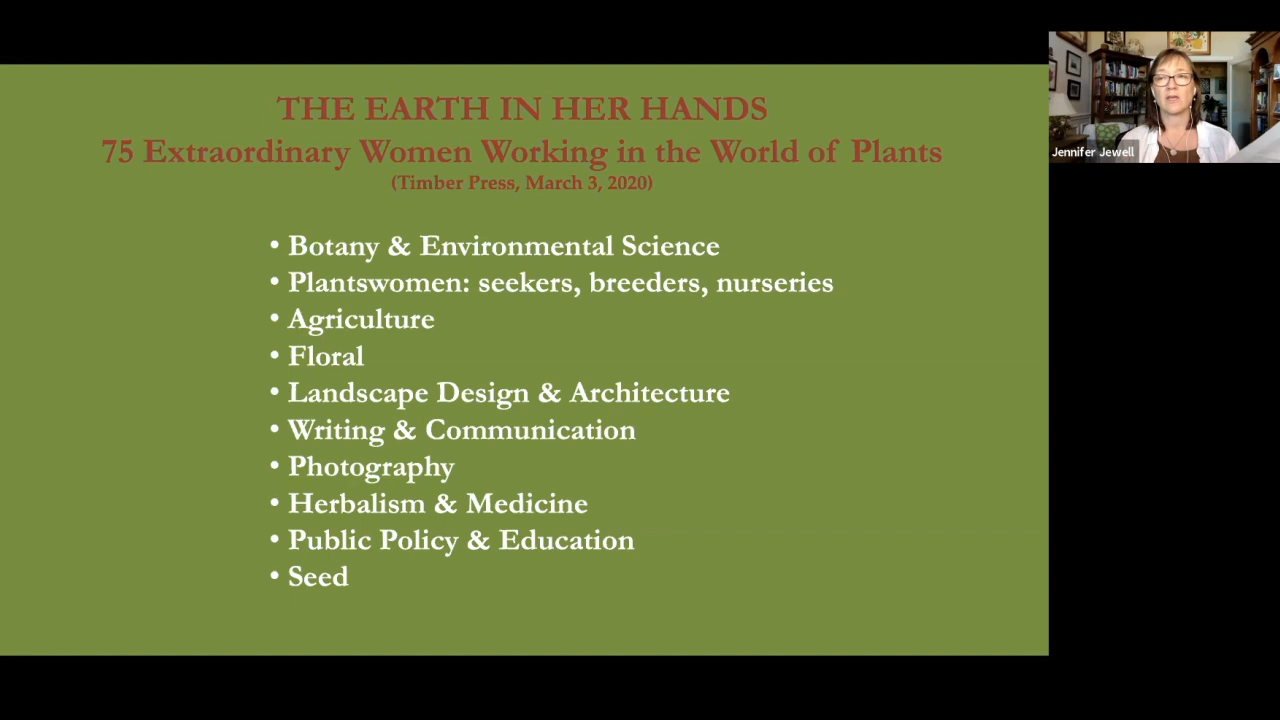 THE EARTH IN HER HANDS
75 Extraordinary Women Working in the World of Plants
(Timber Press, March 3, 2020)
• Botany & Environmental Science
• Plantswomen: seekers, breeders, nurseries
• Agriculture
• Floral
• Landscape Design & Architecture
• Writing & Communication
• Photography
• Herbalism & Medicine
• Public Policy & Education
• Seed
Jennifer Jewell